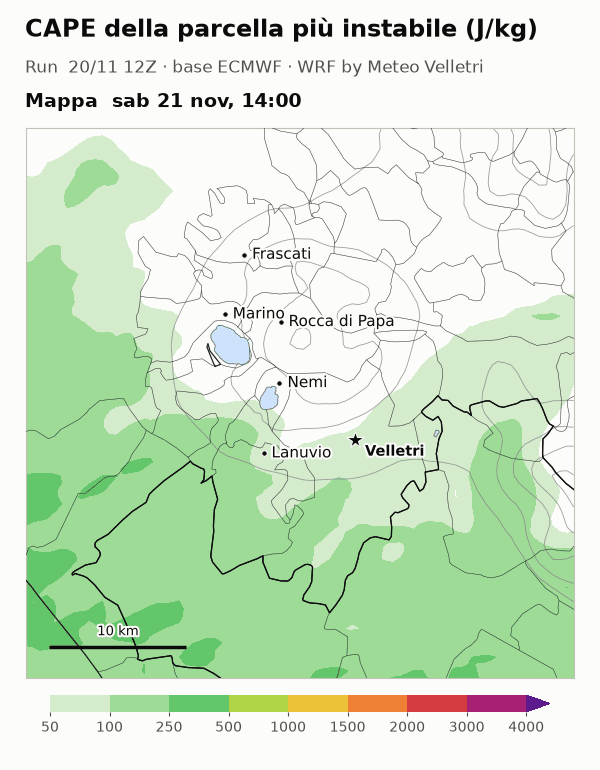 CAPE della parcella più instabile (J/kg)
Run  20/11 12Z · base ECMWF · WRF by Meteo Velletri
Mappa  sab 21 nov, 14:00
Frascati
Marino
Rocca di Papa
Nemi
Velletri
Lanuvio
10 km
50 100 250 500 1000 1500 2000 3000 4000